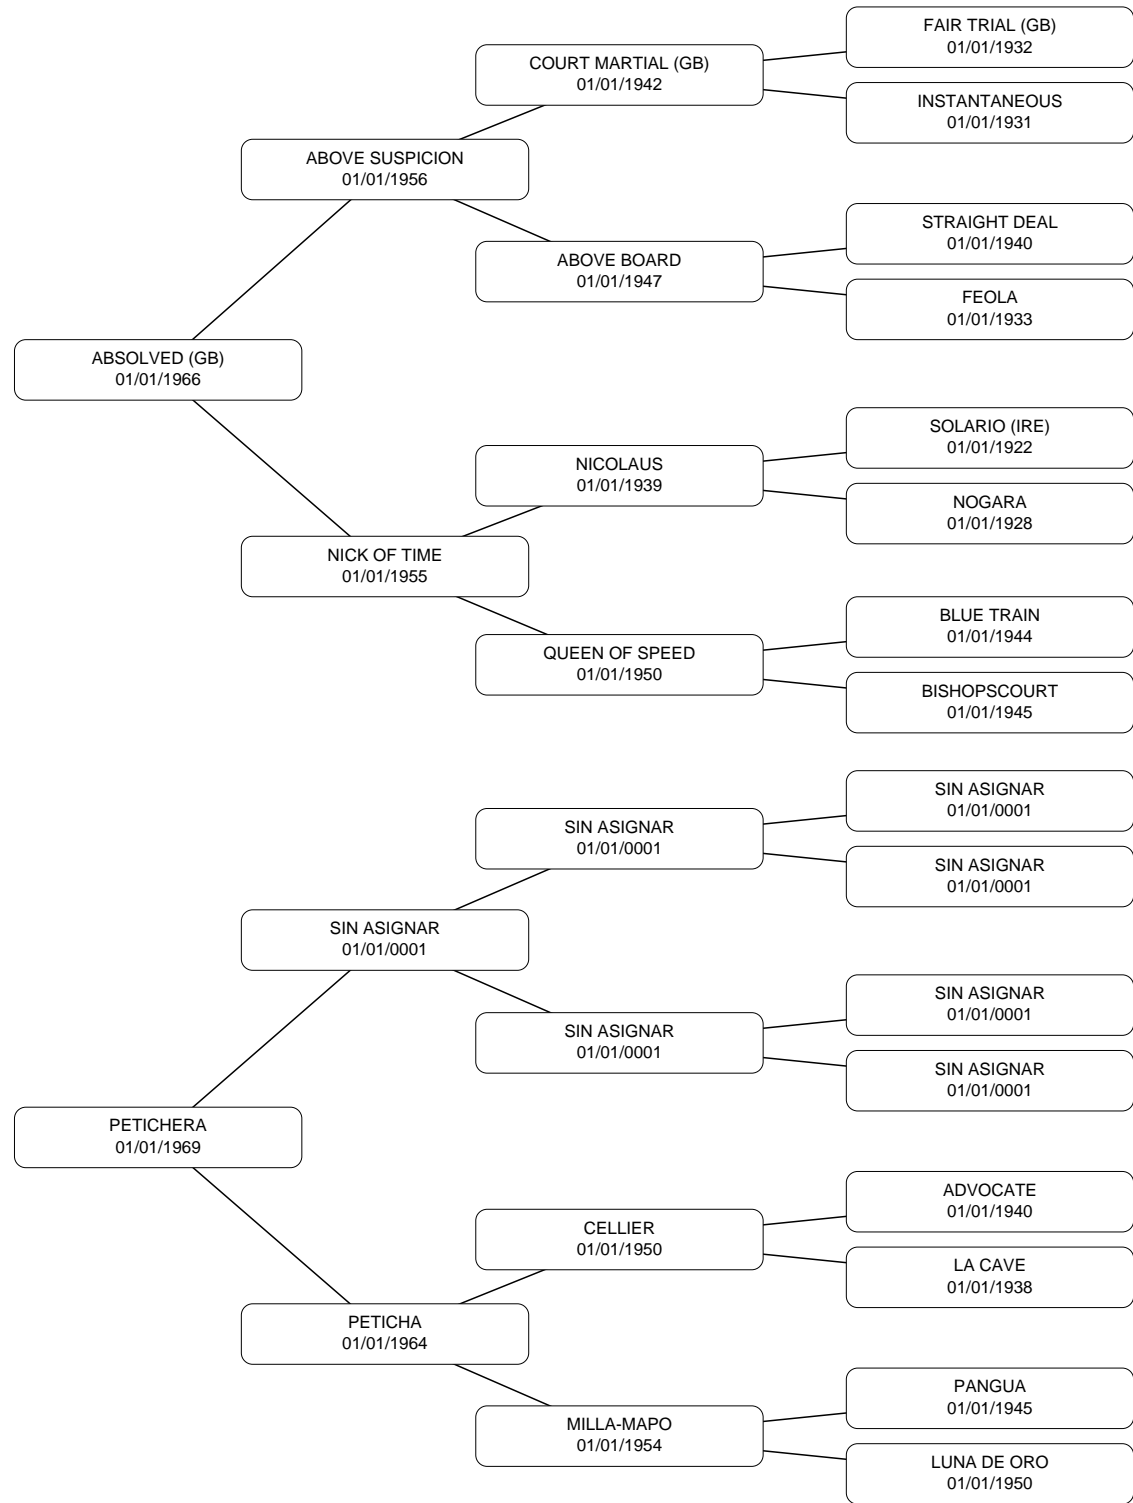 FAIR TRIAL (GB)
01/01/1932
COURT MARTIAL (GB)
01/01/1942
INSTANTANEOUS
01/01/1931
ABOVE SUSPICION
01/01/1956
STRAIGHT DEAL
01/01/1940
ABOVE BOARD
01/01/1947
FEOLA
01/01/1933
ABSOLVED (GB)
01/01/1966
SOLARIO (IRE)
01/01/1922
NICOLAUS
01/01/1939
NOGARA
01/01/1928
NICK OF TIME
01/01/1955
BLUE TRAIN
01/01/1944
QUEEN OF SPEED
01/01/1950
BISHOPSCOURT
01/01/1945
SIN ASIGNAR
01/01/0001
SIN ASIGNAR
01/01/0001
SIN ASIGNAR
01/01/0001
SIN ASIGNAR
01/01/0001
SIN ASIGNAR
01/01/0001
SIN ASIGNAR
01/01/0001
SIN ASIGNAR
01/01/0001
PETICHERA
01/01/1969
ADVOCATE
01/01/1940
CELLIER
01/01/1950
LA CAVE
01/01/1938
PETICHA
01/01/1964
PANGUA
01/01/1945
MILLA-MAPO
01/01/1954
LUNA DE ORO
01/01/1950